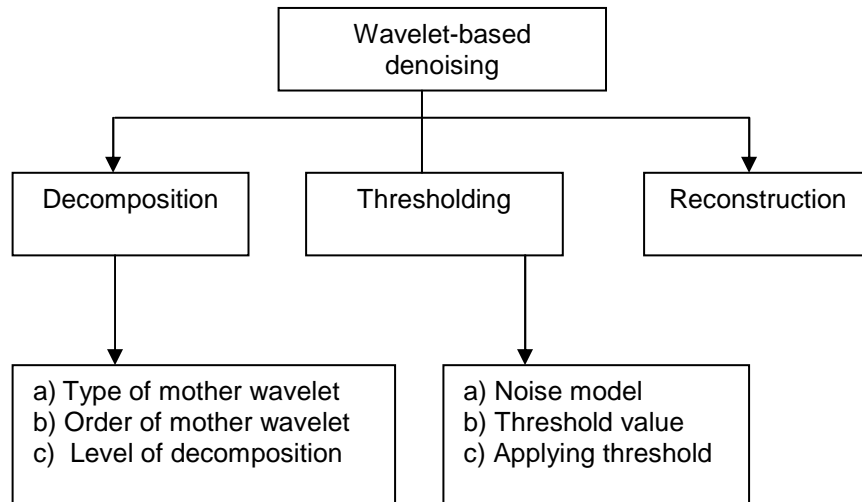 Wavelet-based
denoising
Decomposition
Thresholding
Reconstruction
a) Type of mother wavelet
b) Order of mother wavelet
c) Level of decomposition
a) Noise model
b) Threshold value
c) Applying threshold